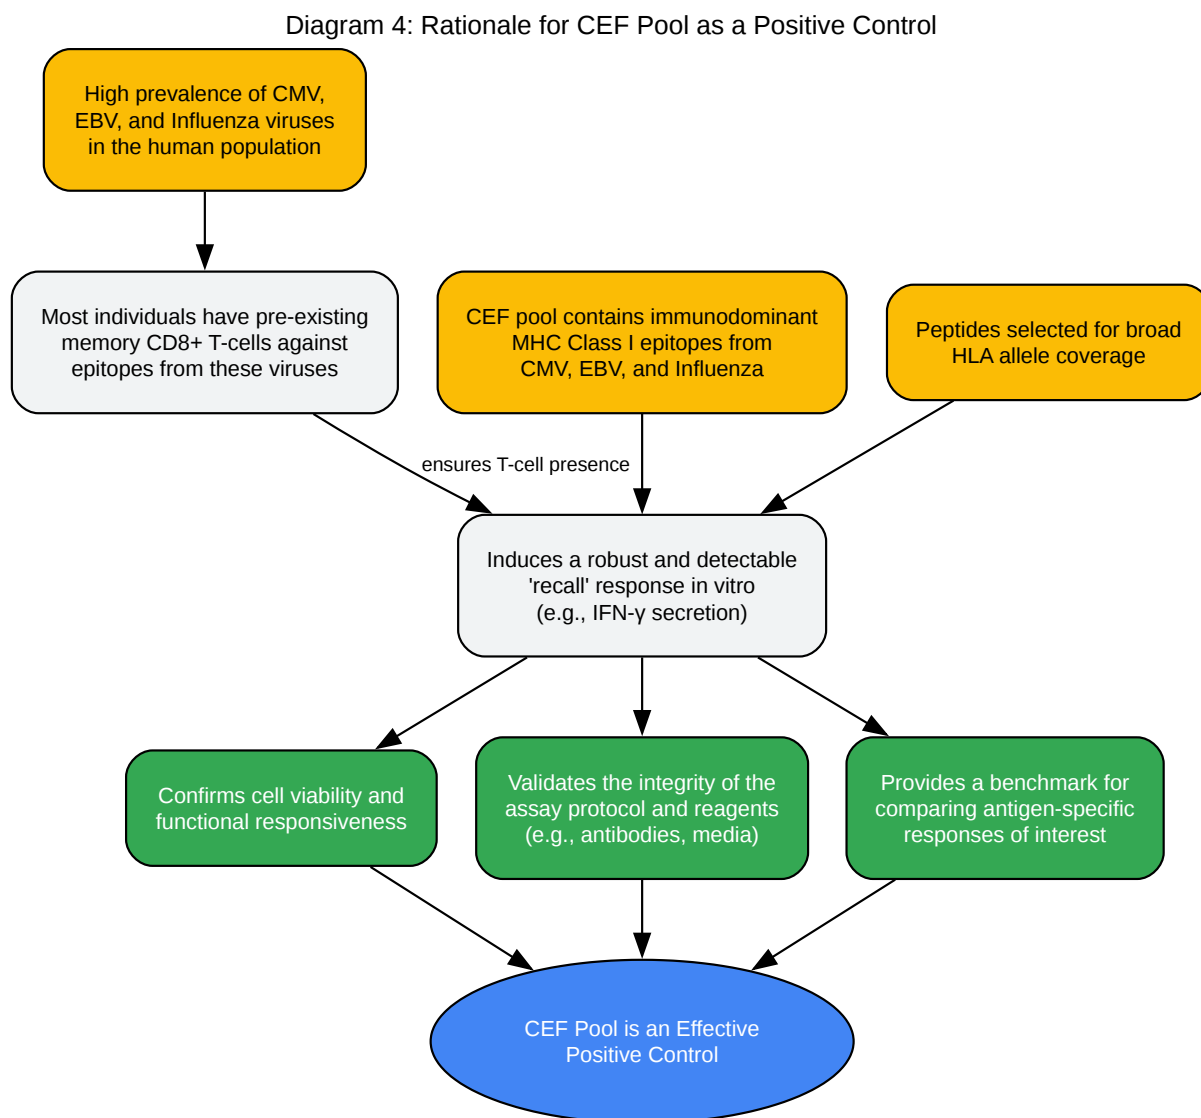 Diagram 4: Rationale for CEF Pool as a Positive Control
High prevalence of CMV,
EBV, and Influenza viruses
in the human population
Most individuals have pre-existing
memory CD8+ T-cells against
epitopes from these viruses
CEF pool contains immunodominant
MHC Class I epitopes from
CMV, EBV, and Influenza
Peptides selected for broad
HLA allele coverage
ensures T-cell presence
Induces a robust and detectable
'recall' response in vitro
(e.g., IFN-γ secretion)
Confirms cell viability and
functional responsiveness
Validates the integrity of the
assay protocol and reagents
(e.g., antibodies, media)
Provides a benchmark for
comparing antigen-specific
responses of interest
CEF Pool is an Effective
Positive Control